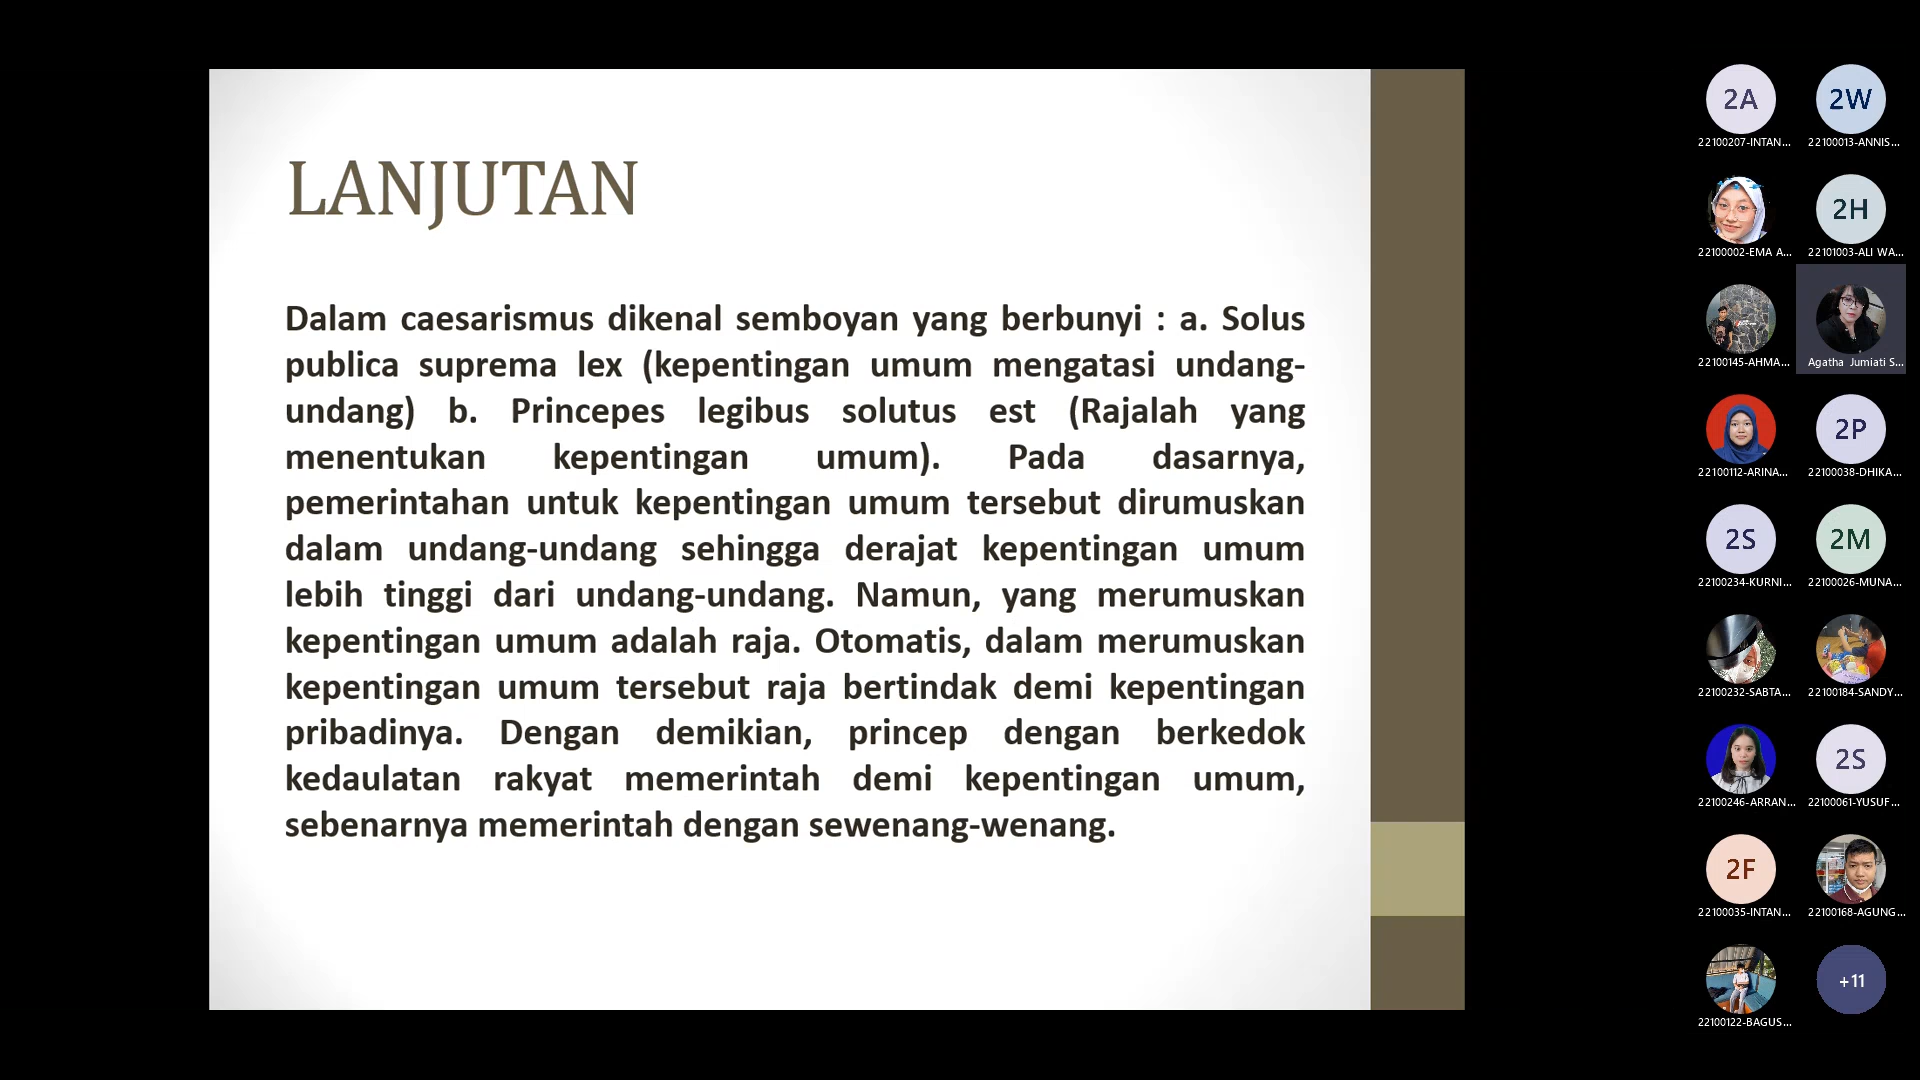 LANJUTAN
Dalam caesarismus dikenal semboyan yang berbunyi : a. Solus
publica suprema lex (kepentingan umum mengatasi undang-
undang) b. Princepes legibus solutus est (Rajalah yang
menentukan kepentingan umum). Pada dasarnya,
pemerintahan untuk kepentingan umum tersebut dirumuskan
dalam undang-undang sehingga derajat kepentingan umum
lebih tinggi dari undang-undang. Namun, yang merumuskan
kepentingan umum adalah raja. Otomatis, dalam merumuskan
kepentingan umum tersebut raja bertindak demi kepentingan
pribadinya. Dengan demikian, princep dengan berkedok
kedaulatan rakyat memerintah demi kepentingan umum,
sebenarnya memerintah dengan sewenang-wenang.
2A
22100207-INTAN...
2W
22100013-ANNIS...
22100002-EMA A...
2H
22101003-ALI WA...
22100145-AHMA...
Agatha Jumiati S...
22100112-ARINA...
2P
22100038-DHIKA...
2S
22100234-KURNI...
2M
22100026-MUNA...
22100232-SABTA...
22100184-SANDY...
22100246-ARRAN...
2S
22100061-YUSUF...
2F
22100035-INTAN...
22100168-AGUNG...
22100122-BAGUS...
+11